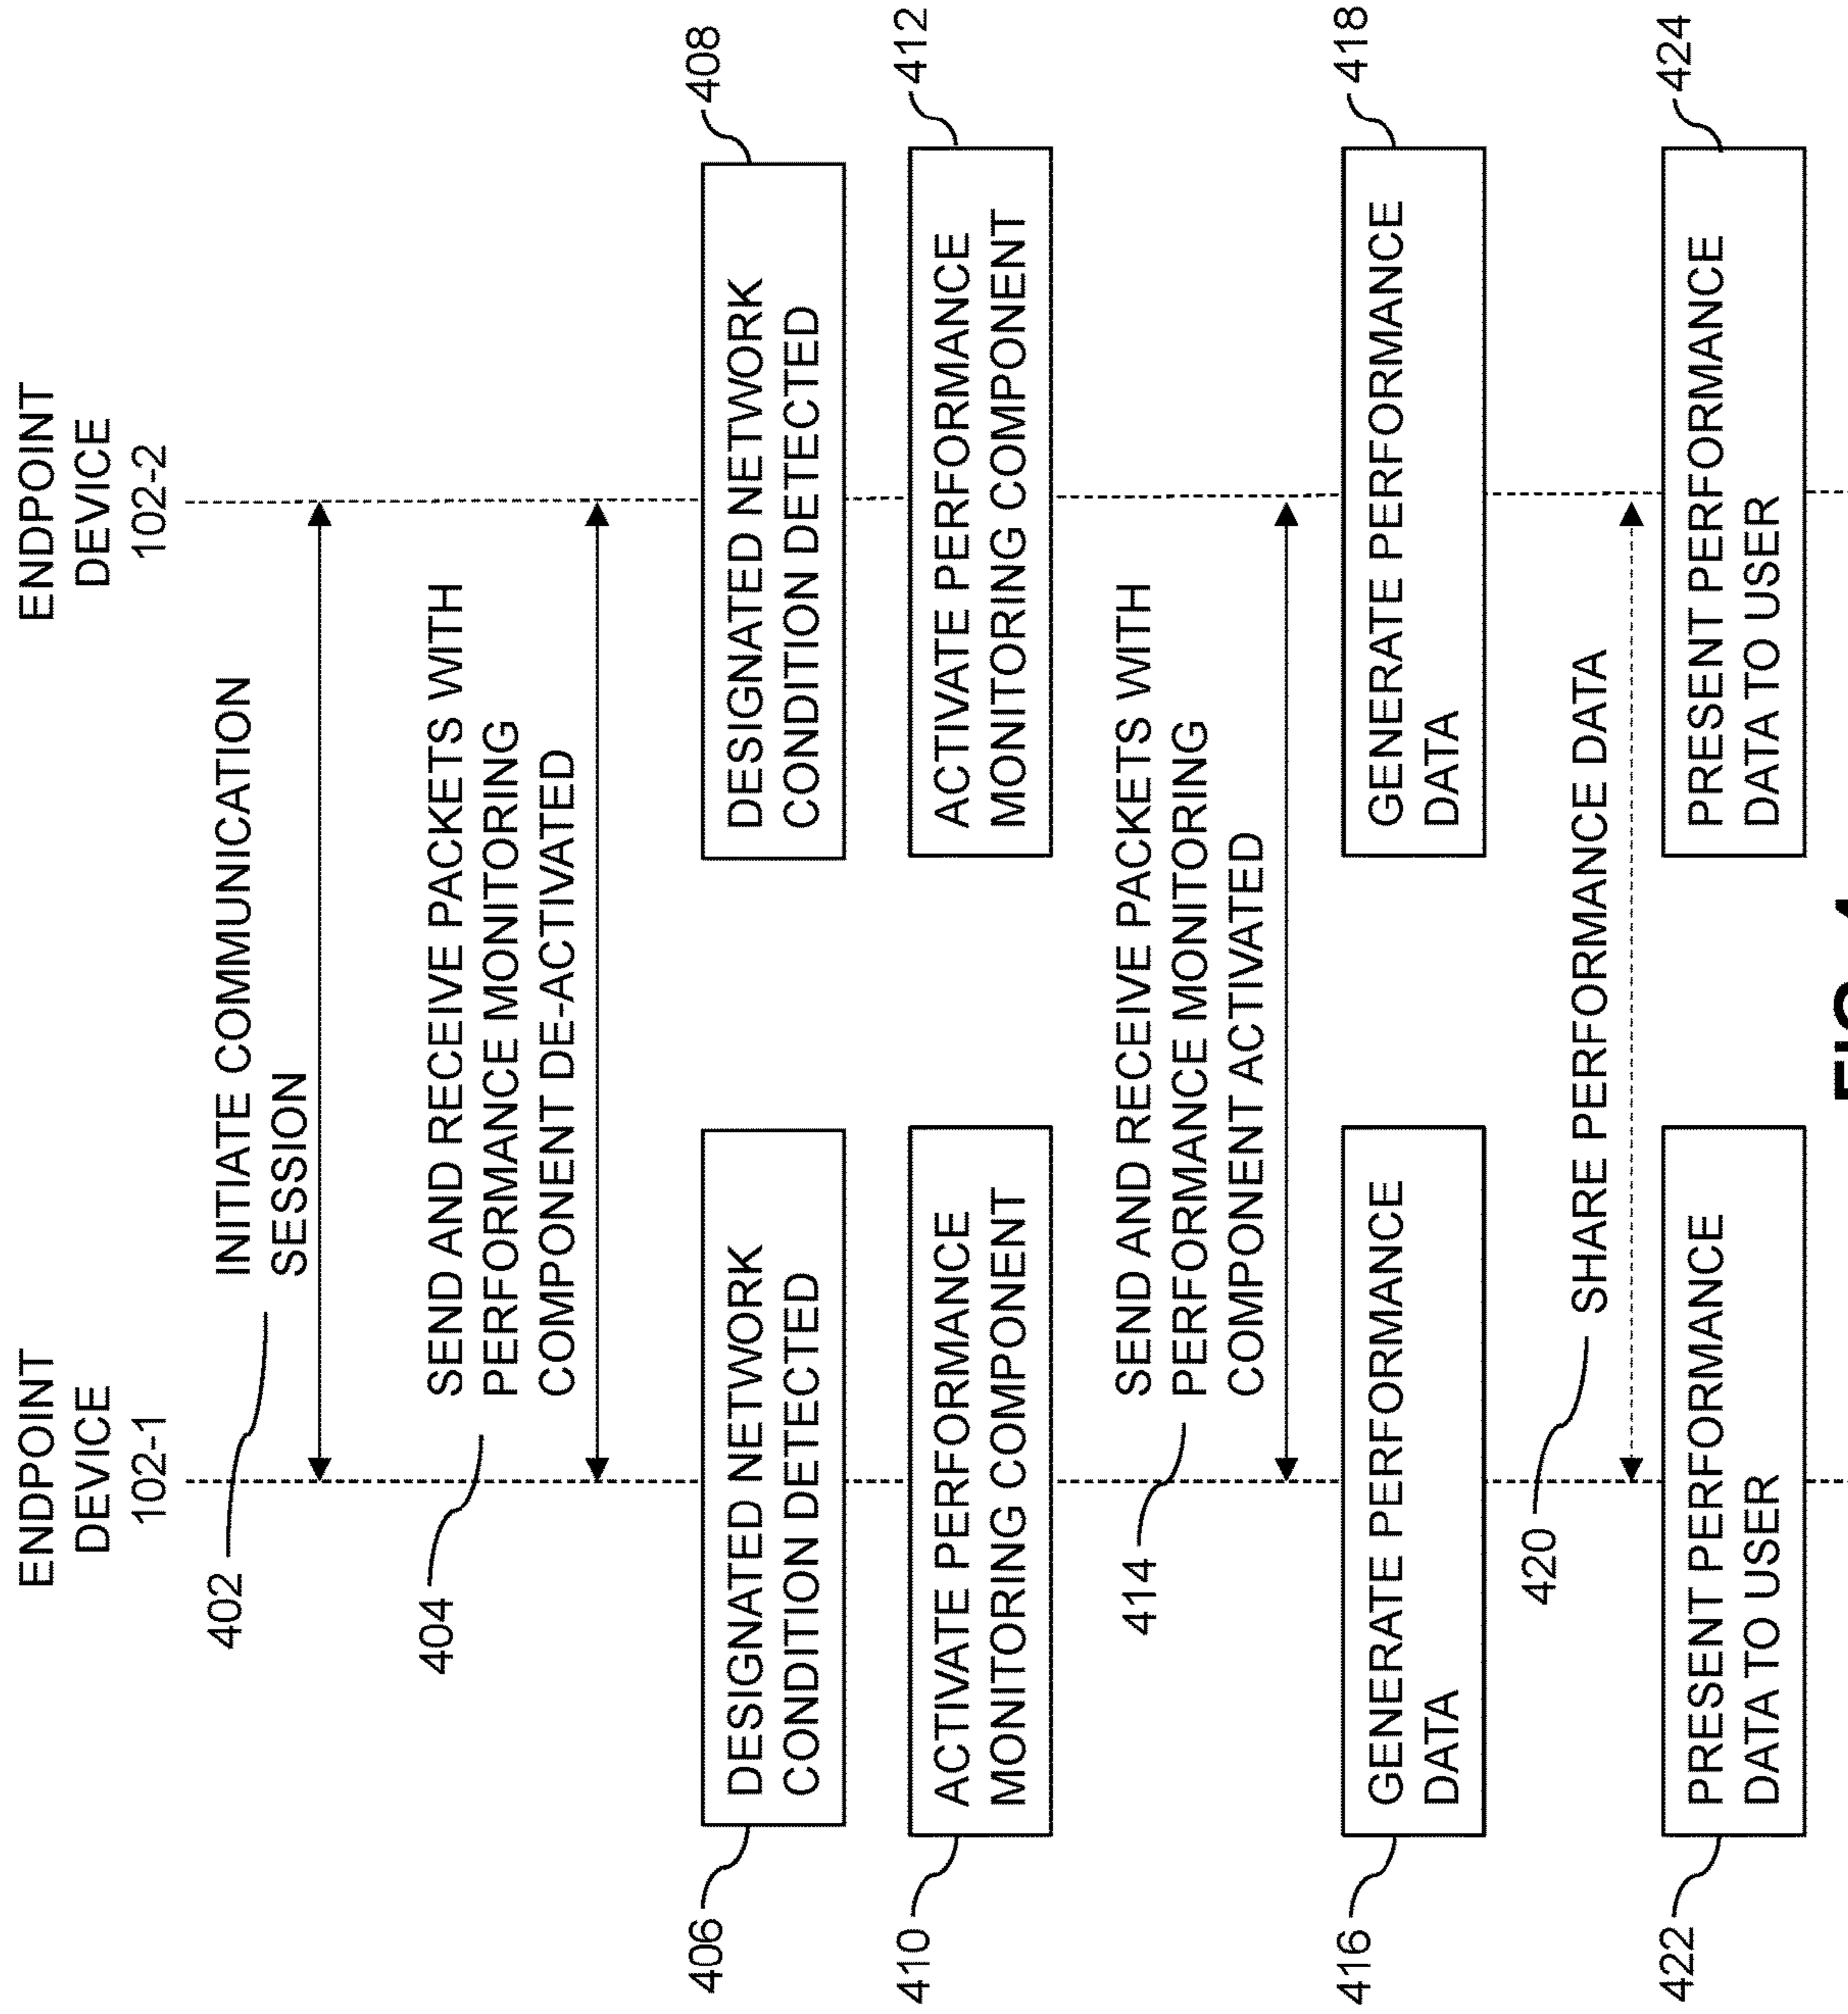 ENDPOINT
DEVICE
102-1
ENDPOINT
DEVICE
102-2
402
INITIATE COMMUNICATION
SESSION
404
SEND AND RECEIVE PACKETS WITH
PERFORMANCE MONITORING
COMPONENT DE-ACTIVATED
406
DESIGNATED NETWORK
CONDITION DETECTED
DESIGNATED NETWORK
CONDITION DETECTED
408
410
ACTIVATE PERFORMANCE
MONITORING COMPONENT
ACTIVATE PERFORMANCE
MONITORING COMPONENT
412
414
SEND AND RECEIVE PACKETS WITH
PERFORMANCE MONITORING
COMPONENT ACTIVATED
416
GENERATE PERFORMANCE
DATA
GENERATE PERFORMANCE
DATA
418
420
SHARE PERFORMANCE DATA
422
PRESENT PERFORMANCE
DATA TO USER
PRESENT PERFORMANCE
DATA TO USER
424